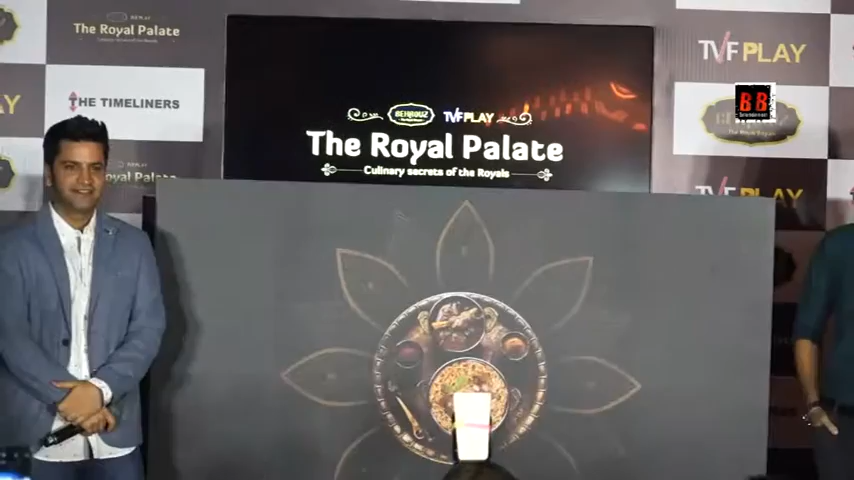 The Royal Palate
THE TIMELINERS
BEHROUZ
TVFPLAY
The Royal Palate
Culinary secrets of the Royals
TVF PLAY
BB
TVF PLAY
Royal Palate